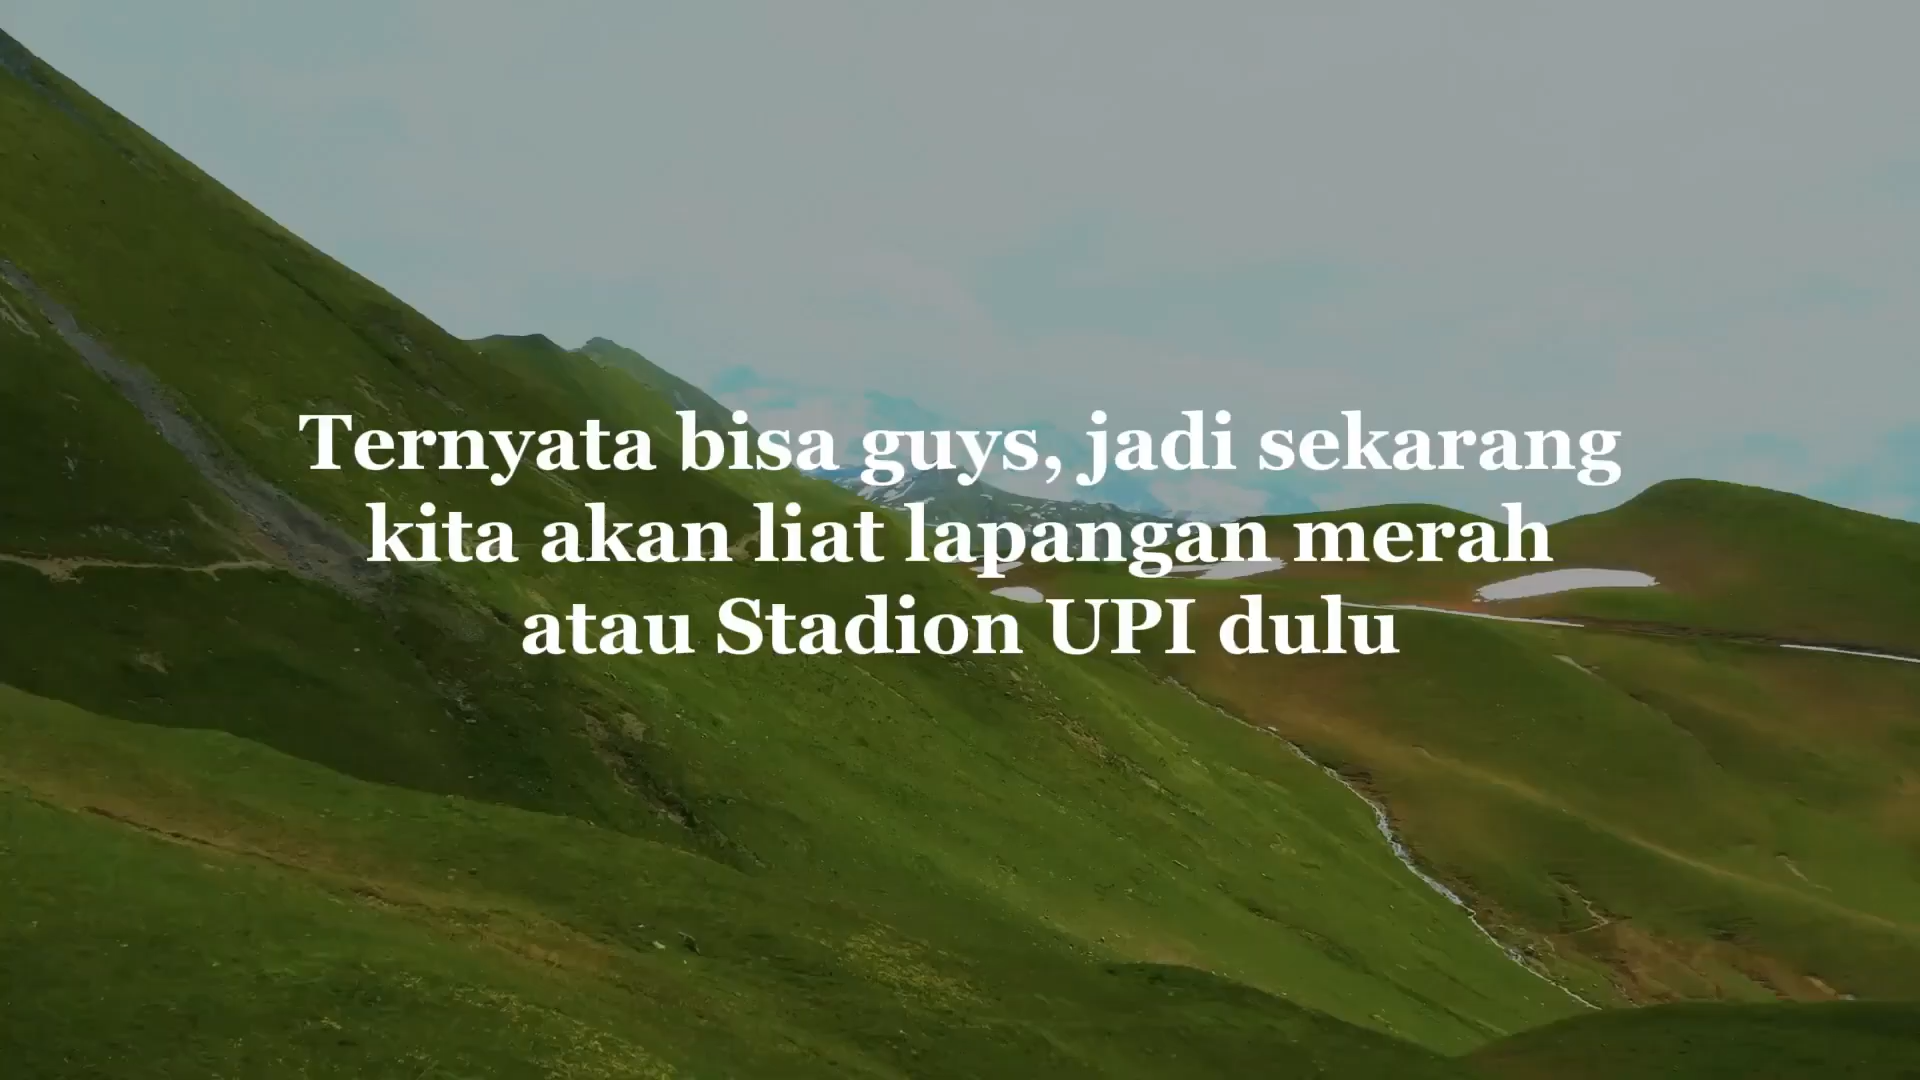 Ternyata bisa guys, jadi sekarang
kita akan liat lapangan merah
atau Stadion UPI dulu